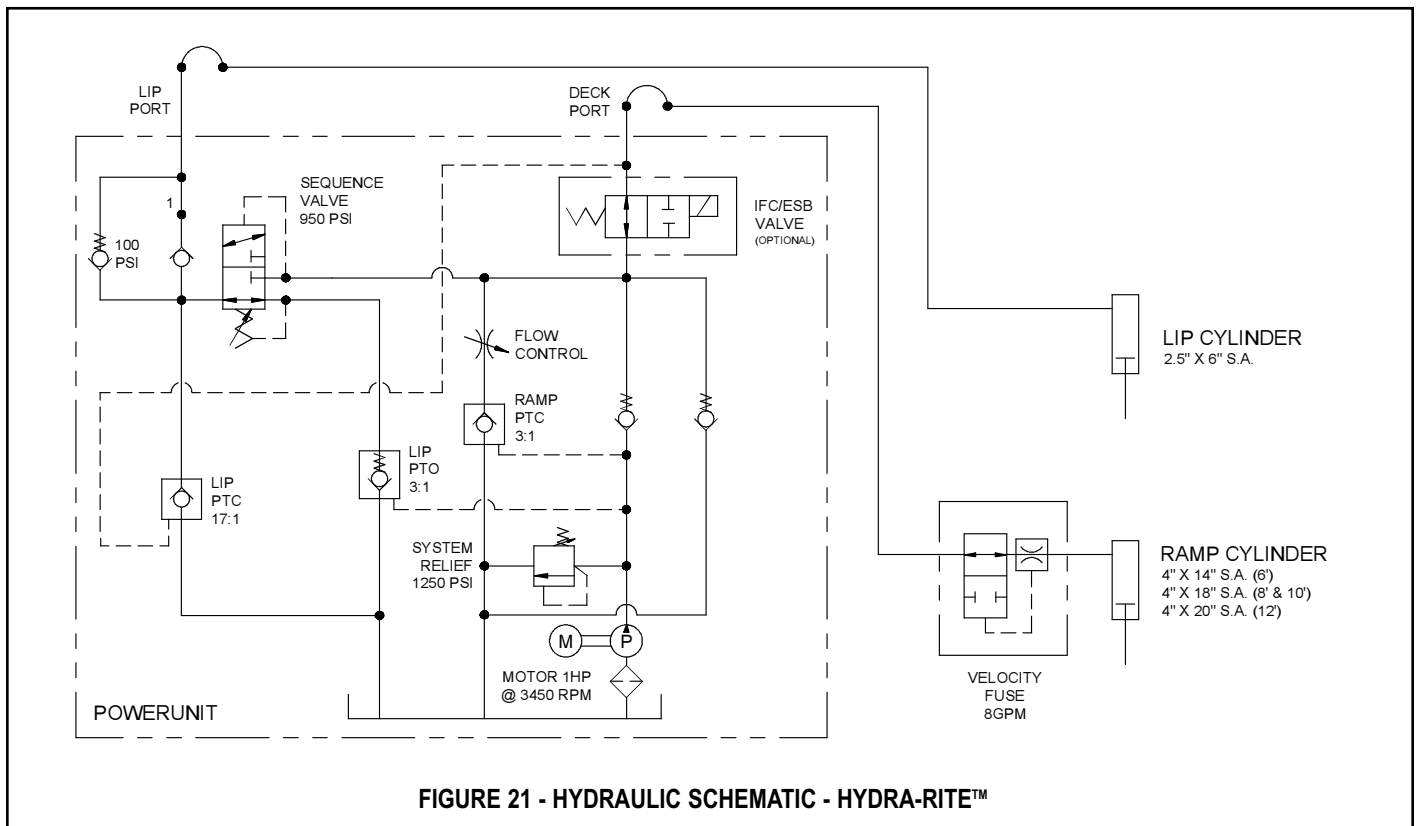 LIP
PORT
DECK
PORT
SEQUENCE
VALVE
950 PSI
1
100
PSI
IFC/ESB
VALVE
(OPTIONAL)
FLOW
CONTROL
RAMP
PTC
3:1
LIP
PTO
3:1
LIP
PTC
17:1
SYSTEM
RELIEF
1250 PSI
M
P
MOTOR 1HP
@ 3450 RPM
POWERUNIT
LIP CYLINDER
2.5" X 6" S.A.
RAMP CYLINDER
4" X 14" S.A. (6')
4" X 18" S.A. (8' & 10')
4" X 20" S.A. (12')
VELOCITY
FUSE
8GPM
FIGURE 21 - HYDRAULIC SCHEMATIC - HYDRA-RITE™